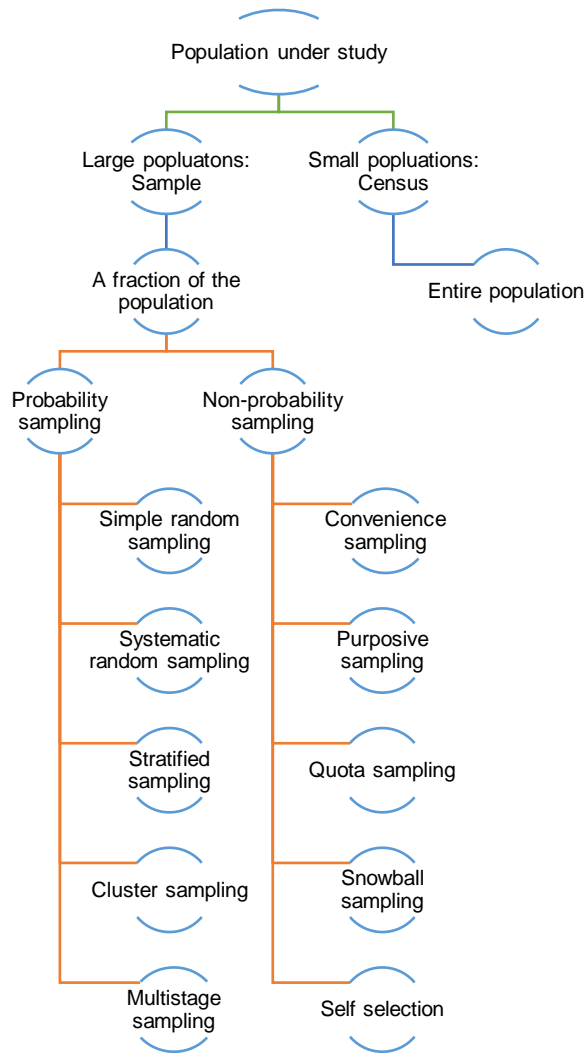 Population under study
Large popluatons:
Sample
Small popluations:
Census
A fraction of the
population
Entire population
Probability
sampling
Non-probability
sampling
Simple random
sampling
Convenience
sampling
Systematic
random sampling
Purposive
sampling
Stratified
sampling
Quota sampling
Cluster sampling
Snowball
sampling
Multistage
sampling
Self selection